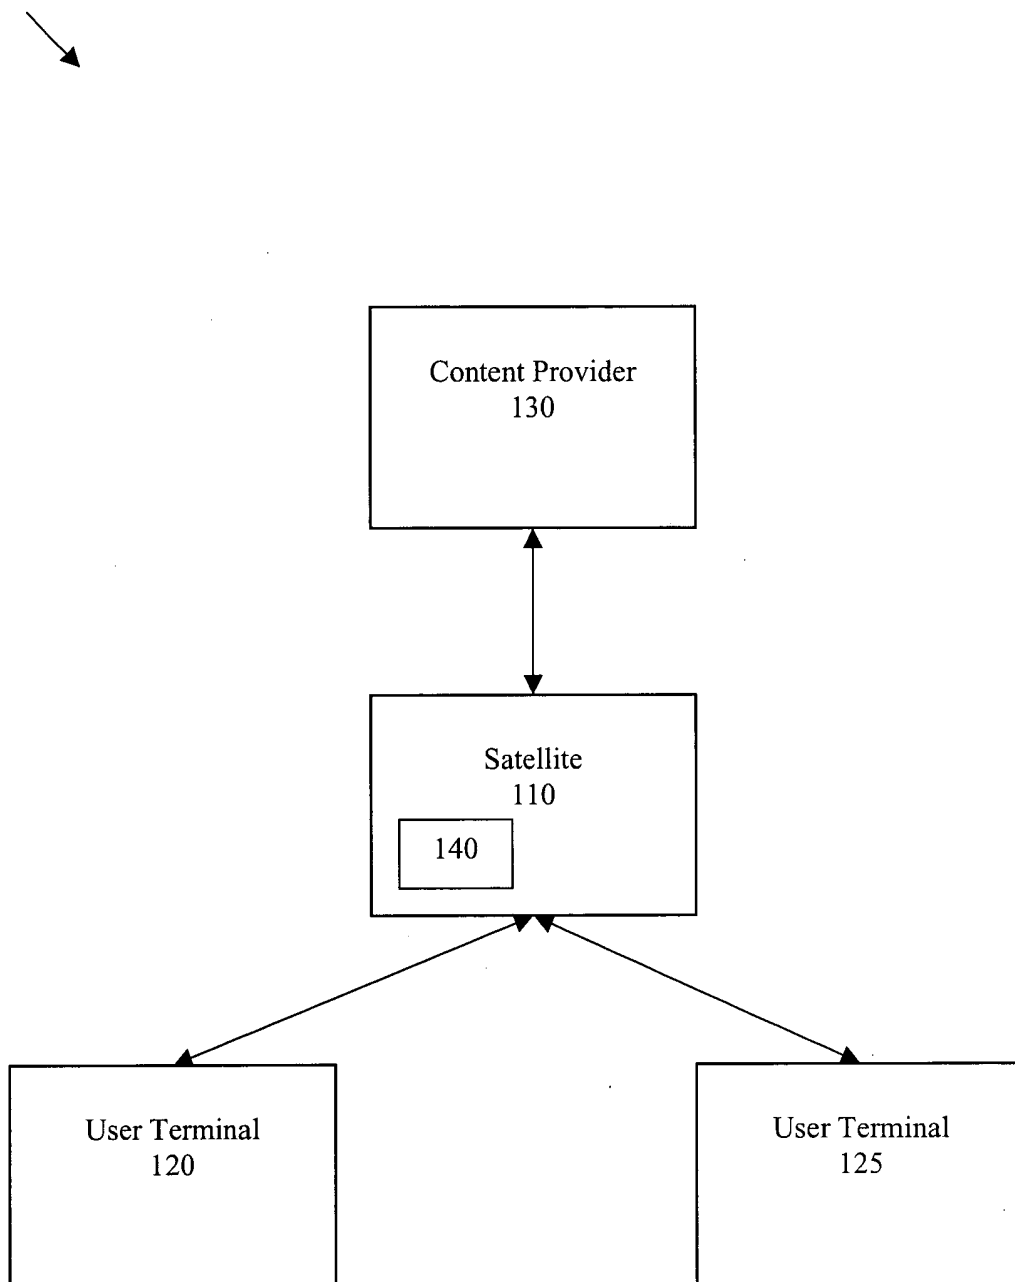 Content Provider
130
Satellite
110
140
User Terminal
120
User Terminal
125